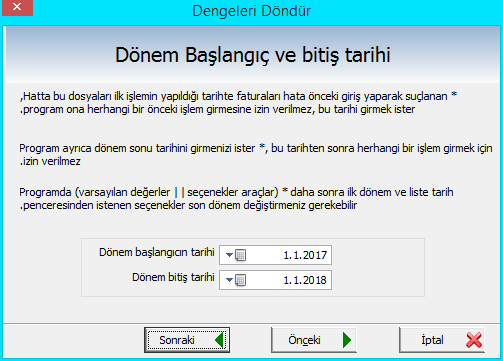 Dengeleri Döndür
Dönem Başlangıç ve bitiş tarihi
,Hatta bu dosyaları ilk işlemin yapıldığı tarihte faturaları hata önceki giriş yaparak suçlanan *
.program ona herhangi bir önceki işlem girmesine izin verilmez, bu tarihi girmek ister
Program ayrıca dönem sonu tarihini girmenizi ister *, bu tarihten sonra herhangi bir işlem girmek için
.izin verilmez
Programda (varsayılan değerler | | seçenekler araçlar) * daha sonra ilk dönem ve liste tarih
.penceresinden istenen seçenekler son dönem değiştirmeniz gerekebilir
Dönem başlangıcın tarihi 1.1.2017
Dönem bitiş tarihi 1.1.2018
Sonraki Önceki İptal